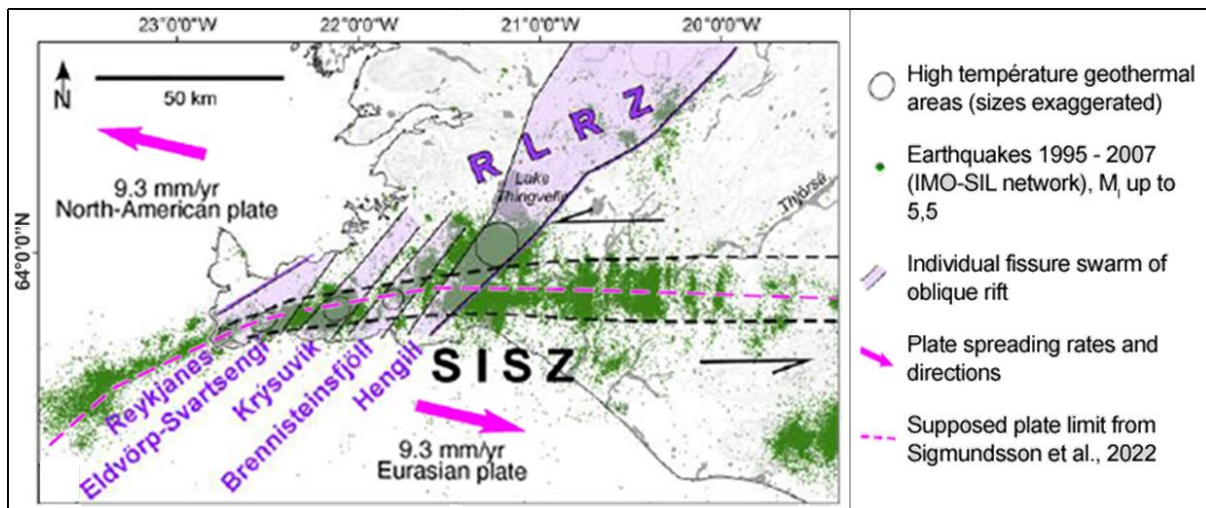 23°0'0"W
22°0'0"W
21°0'0"W
20°0'0"W
64°0'0"N
N
50 km
9.3 mm/yr
North-American plate
RLRZ
Lake
Thingvellir
Thjórsá
Reykjanes
Eldvörp-Svartsengi
Krýsuvík
Brennisteinsfjöll
Hengill
SISZ
9.3 mm/yr
Eurasian plate
High température geothermal
areas (sizes exaggerated)
Earthquakes 1995 - 2007
(IMO-SIL network), Ml up to
5,5
Individual fissure swarm of
oblique rift
Plate spreading rates and
directions
Supposed plate limit from
Sigmundsson et al., 2022